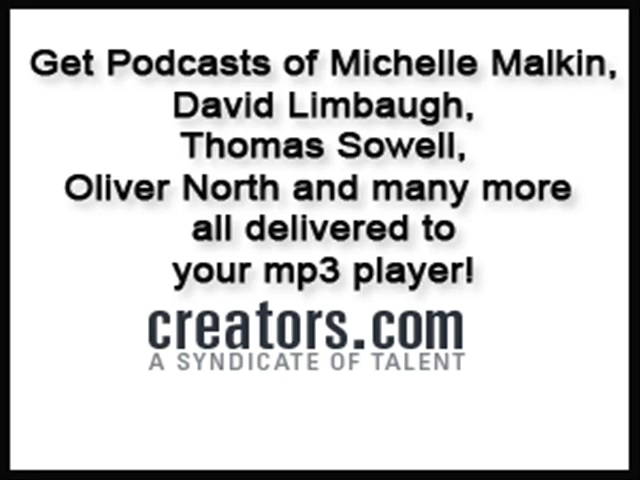 Get Podcasts of Michelle Malkin,
David Limbaugh,
Thomas Sowell,
Oliver North and many more
all delivered to
your mp3 player!
creators.com
A SYNDICATE OF TALENT